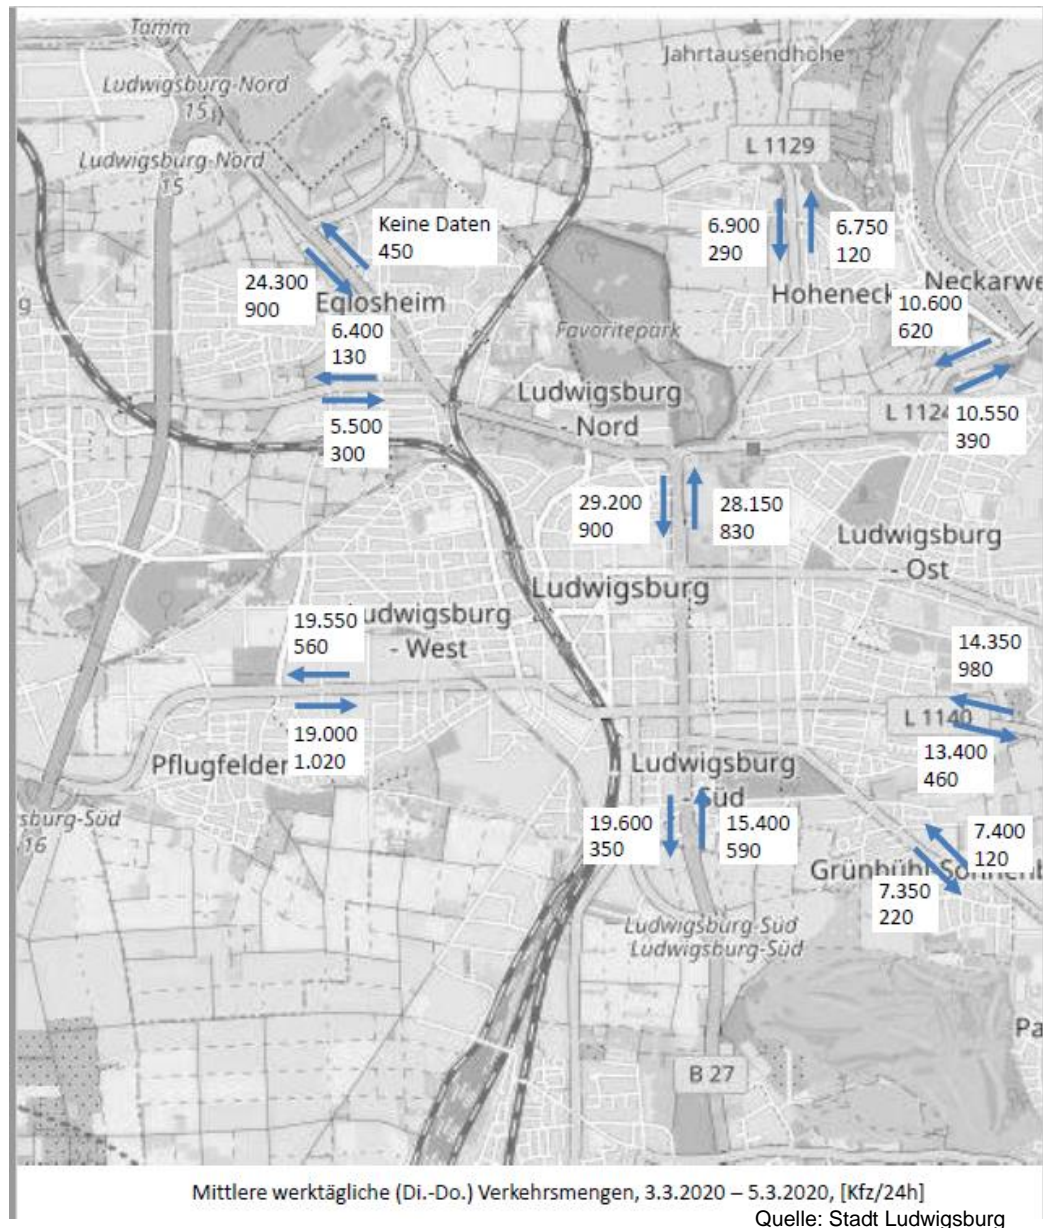 Tamm
Jahrtausendhöhe
Ludwigsburg-Nord
15
L 1129
Ludwigsburg-Nord
15
Keine Daten
450
6.900
290
6.750
120
24.300
900
Eglosheim
Hoheneck
Neckarwe
10.600
620
6.400
130
Favoritepark
Ludwigsburg
- Nord
L 1124
10.550
390
5.500
300
29.200
900
28.150
830
Ludwigsburg
- Ost
Ludwigsburg
19.550
560
udwigsburg
- West
14.350
980
L 1140
19.000
1.020
Pflugfelder
13.400
460
Ludwigsburg
- Süd
sburg-Süd
16
19.600
350
15.400
590
7.400
120
Grünbühl-Sonnenb
7.350
220
Ludwigsburg-Süd
Ludwigsburg-Süd
Pa
B 27
Mittlere werktägliche (Di.-Do.) Verkehrsmengen, 3.3.2020 – 5.3.2020, [Kfz/24h]
Quelle: Stadt Ludwigsburg